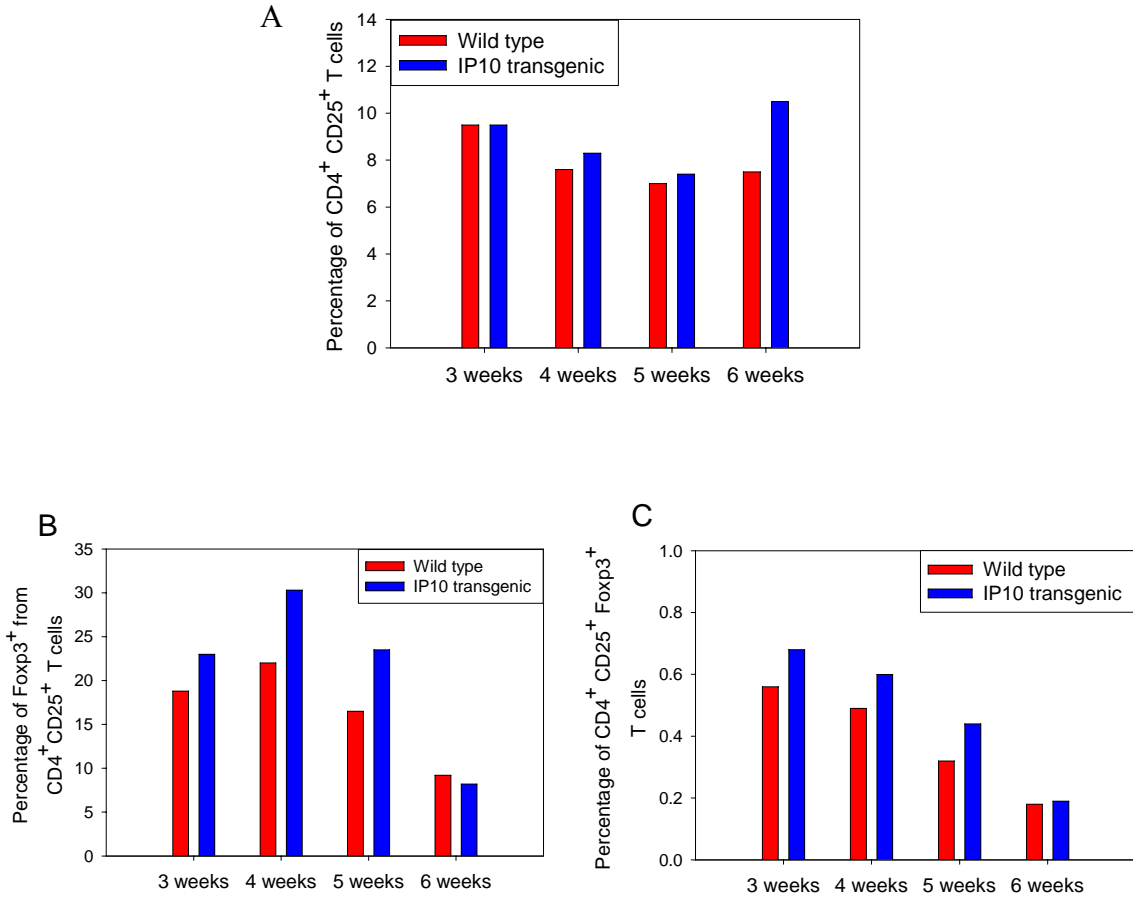 A
Percentage of CD4+ CD25+ T cells
14
12
10
8
6
4
2
0
Wild type
IP10 transgenic
3 weeks 4 weeks 5 weeks 6 weeks
B
Percentage of Foxp3+ from
CD4+CD25+ T cells
35
30
25
20
15
10
5
0
Wild type
IP10 transgenic
3 weeks 4 weeks 5 weeks 6 weeks
C
Percentage of CD4+ CD25+ Foxp3+
T cells
1.0
0.8
0.6
0.4
0.2
0.0
Wild type
IP10 transgenic
3 weeks 4 weeks 5 weeks 6 weeks